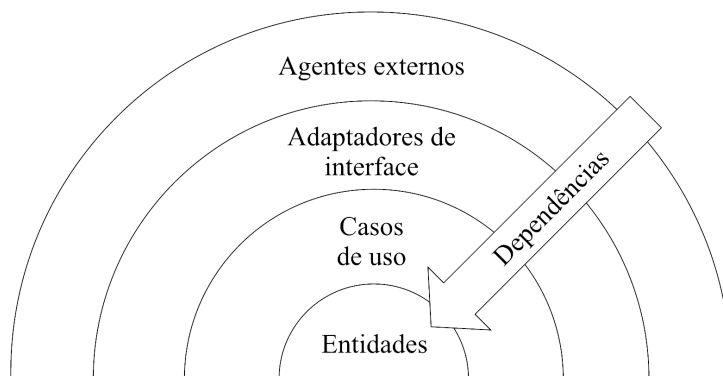 Agentes externos
Adaptadores de
interface
Dependências
Casos
de uso
Entidades